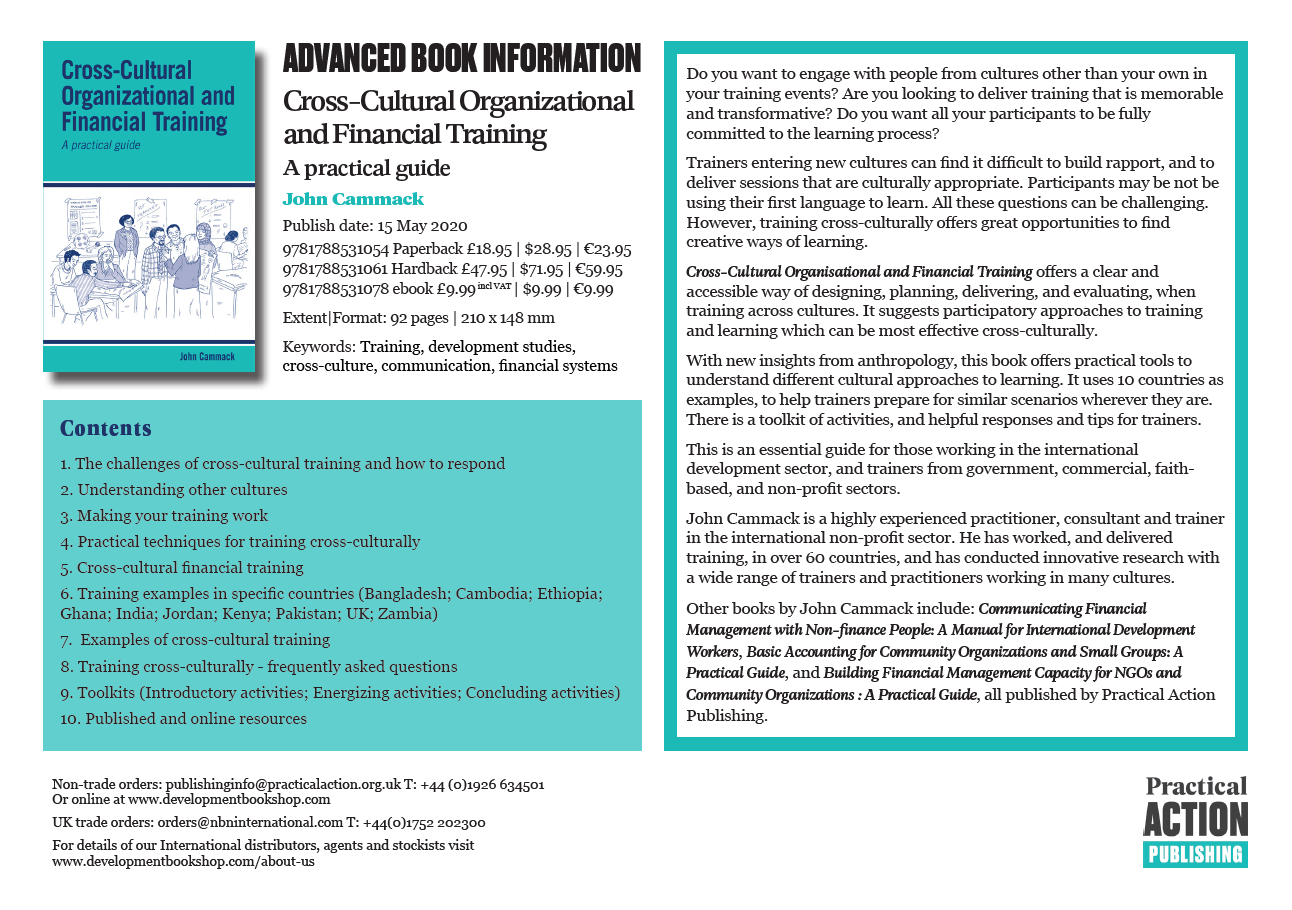 Cross-Cultural
Organizational and
Financial Training
A practical guide
John Cammack
ADVANCED BOOK INFORMATION
Cross-Cultural Organizational
and Financial Training
A practical guide
John Cammack
Publish date: 15 May 2020
9781788531054 Paperback £18.95 | $28.95 | €23.95
9781788531061 Hardback £47.95 | $71.95 | €59.95
9781788531078 ebook £9.99 incl VAT | $9.99 | €9.99
Extent|Format: 92 pages | 210 x 148 mm
Keywords: Training, development studies,
cross-culture, communication, financial systems
Contents
1. The challenges of cross-cultural training and how to respond
2. Understanding other cultures
3. Making your training work
4. Practical techniques for training cross-culturally
5. Cross-cultural financial training
6. Training examples in specific countries (Bangladesh; Cambodia; Ethiopia;
Ghana; India; Jordan; Kenya; Pakistan; UK; Zambia)
7.  Examples of cross-cultural training
8. Training cross-culturally - frequently asked questions
9. Toolkits (Introductory activities; Energizing activities; Concluding activities)
10. Published and online resources
Do you want to engage with people from cultures other than your own in
your training events? Are you looking to deliver training that is memorable
and transformative? Do you want all your participants to be fully
committed to the learning process?
Trainers entering new cultures can find it difficult to build rapport, and to
deliver sessions that are culturally appropriate. Participants may be not be
using their first language to learn. All these questions can be challenging.
However, training cross-culturally offers great opportunities to find
creative ways of learning.
Cross-Cultural Organisational and Financial Training offers a clear and
accessible way of designing, planning, delivering, and evaluating, when
training across cultures. It suggests participatory approaches to training
and learning which can be most effective cross-culturally.
With new insights from anthropology, this book offers practical tools to
understand different cultural approaches to learning. It uses 10 countries as
examples, to help trainers prepare for similar scenarios wherever they are.
There is a toolkit of activities, and helpful responses and tips for trainers.
This is an essential guide for those working in the international
development sector, and trainers from government, commercial, faith-
based, and non-profit sectors.
John Cammack is a highly experienced practitioner, consultant and trainer
in the international non-profit sector. He has worked, and delivered
training, in over 60 countries, and has conducted innovative research with
a wide range of trainers and practitioners working in many cultures.
Other books by John Cammack include: Communicating Financial
Management with Non-finance People: A Manual for International Development
Workers, Basic Accounting for Community Organizations and Small Groups: A
Practical Guide, and Building Financial Management Capacity for NGOs and
Community Organizations : A Practical Guide, all published by Practical Action
Publishing.
Non-trade orders: publishinginfo@practicalaction.org.uk T: +44 (0)1926 634501
Or online at www.developmentbookshop.com
UK trade orders: orders@nbninternational.com T: +44(0)1752 202300
For details of our International distributors, agents and stockists visit
www.developmentbookshop.com/about-us
Practical
ACTION
PUBLISHING